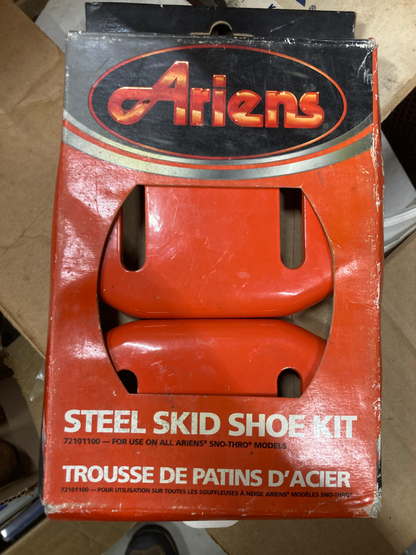 Ariens
STEEL SKID SHOE KIT
72101100 — FOR USE ON ALL ARIENS® SNO-THRO® MODELS
TROUSSE DE PATINS D'ACIER
72101100 — POUR UTILISATION SUR TOUTES LES SOUFFLEUSES À NEIGE ARIENS® MODÈLES SNO-THRO®